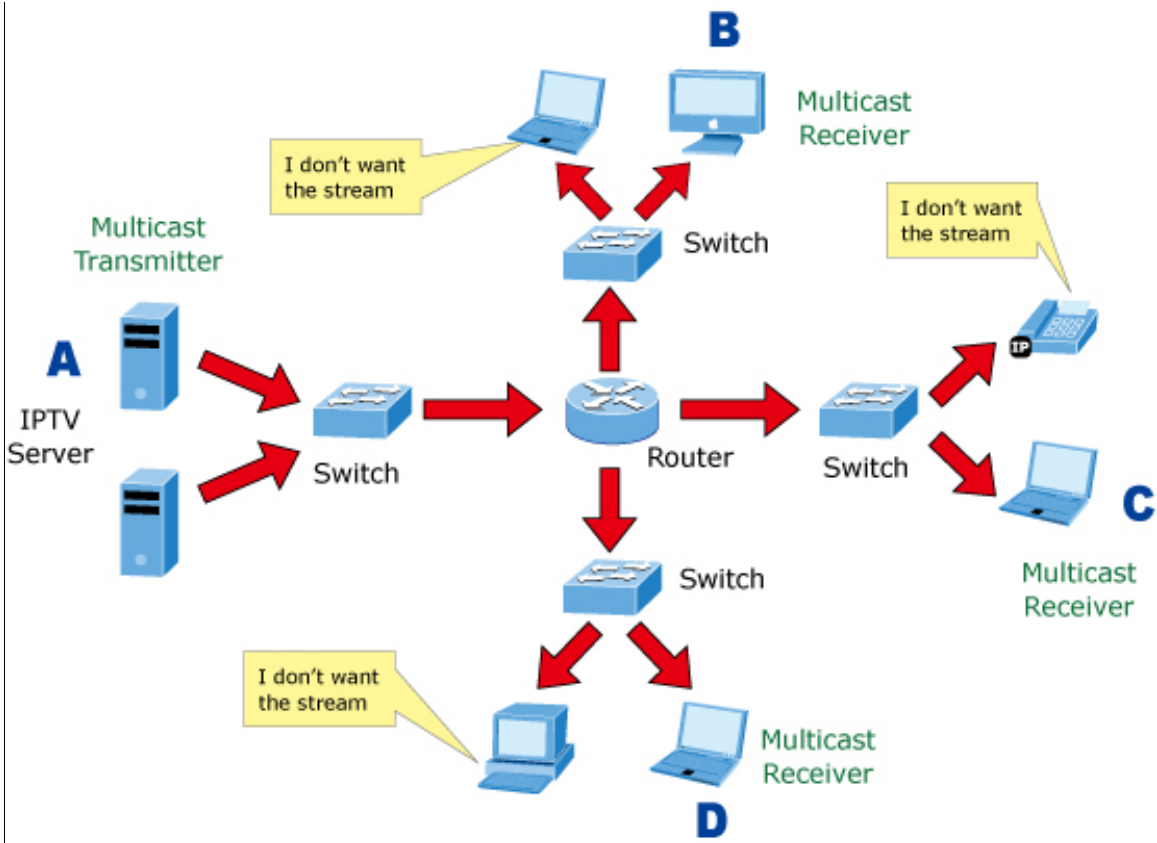 B
Multicast
Receiver
I don't want
the stream
Switch
I don't want
the stream
Multicast
Transmitter
A
IPTV
Server
IP
Switch
Router
Switch
C
Multicast
Receiver
Switch
I don't want
the stream
Multicast
Receiver
D